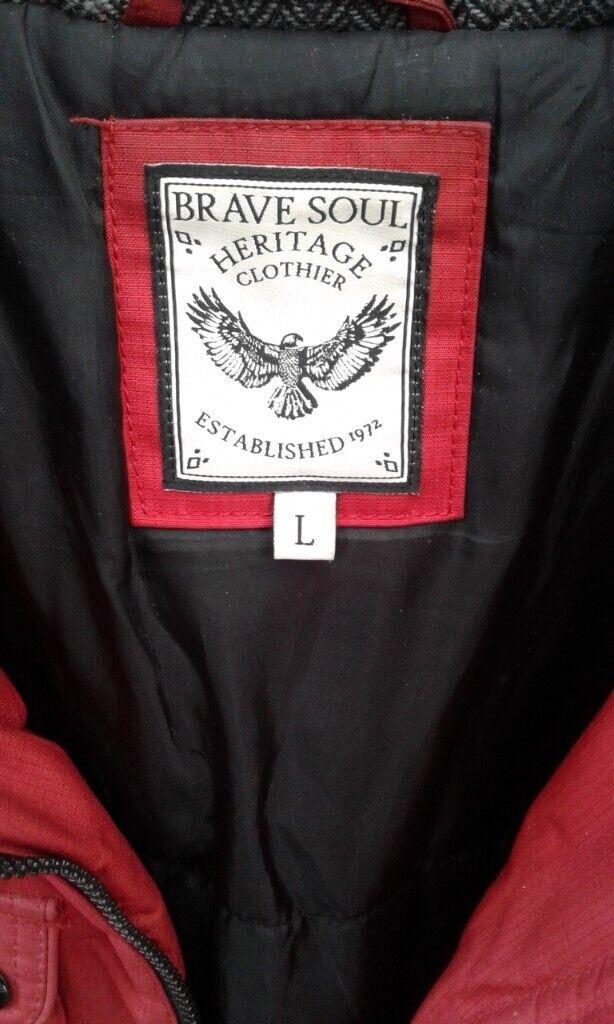 BRAVE SOUL
HERITAGE
CLOTHIER
ESTABLISHED 1972
L